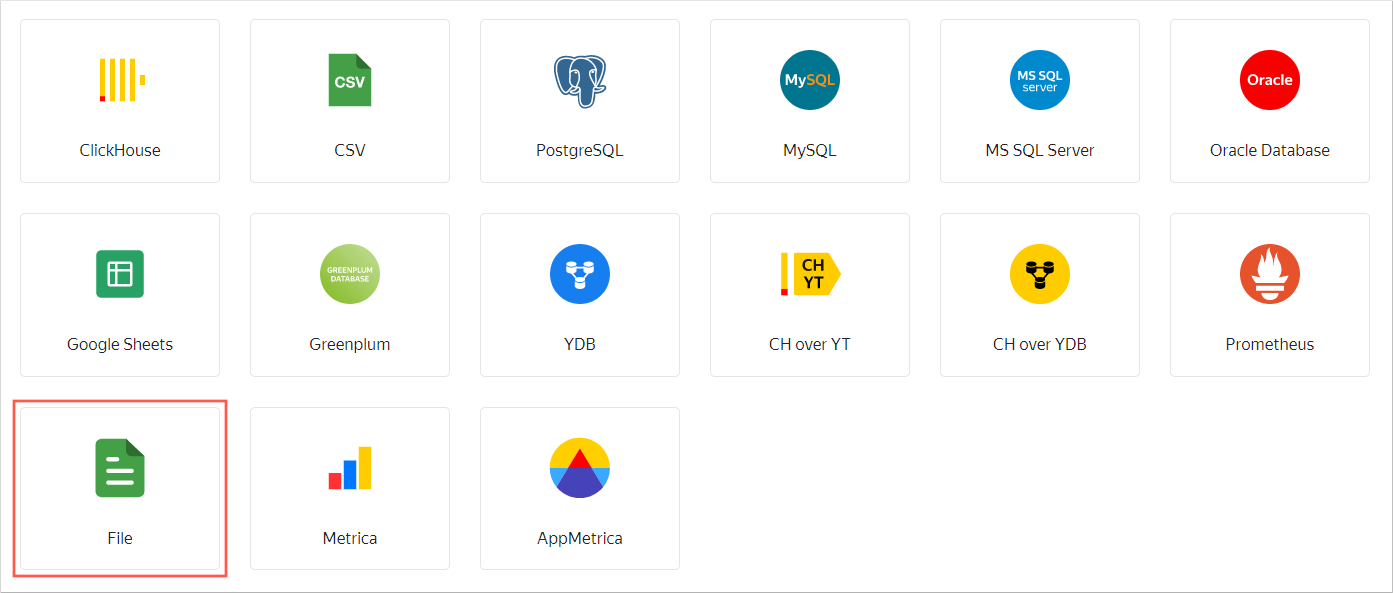 CSV
MySQL
MS SQL
server
Oracle
ClickHouse
CSV
PostgreSQL
MySQL
MS SQL Server
Oracle Database
GREENPLUM
DATABASE
CH
YT
Google Sheets
Greenplum
YDB
CH over YT
CH over YDB
Prometheus
File
Metrica
AppMetrica